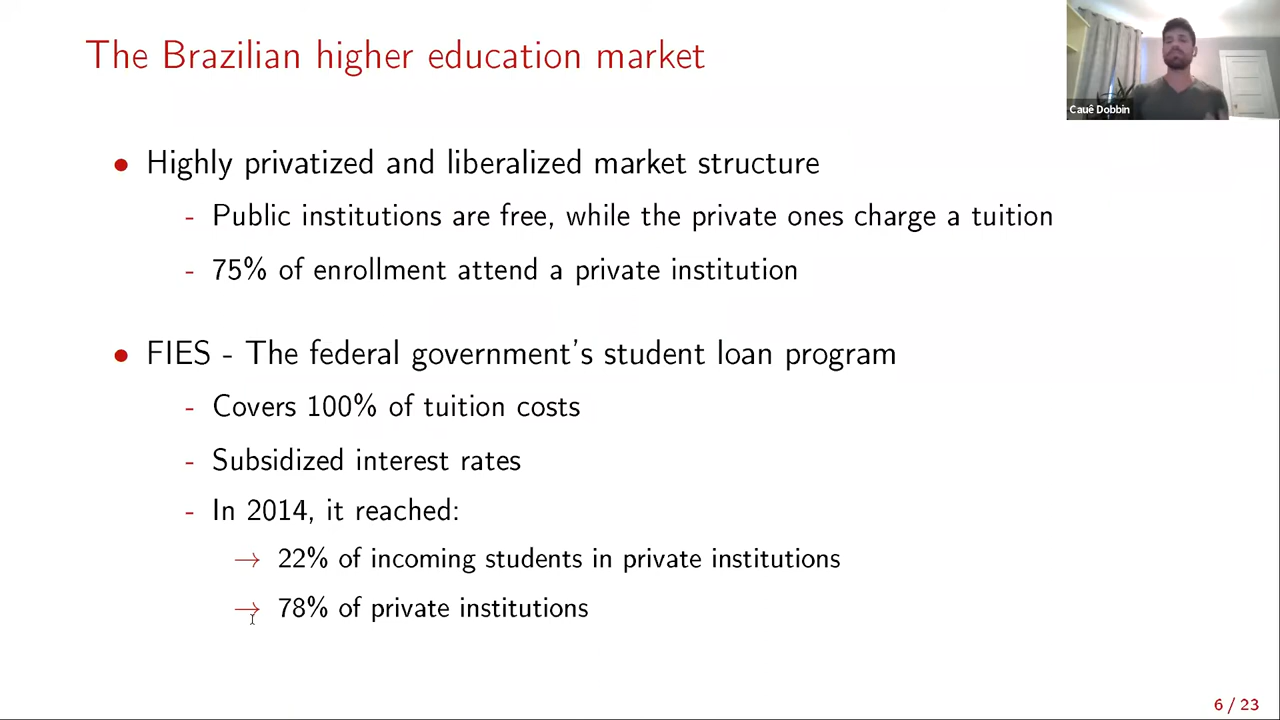 The Brazilian higher education market
Cauê Dobbin
• Highly privatized and liberalized market structure
- Public institutions are free, while the private ones charge a tuition
- 75% of enrollment attend a private institution
• FIES - The federal government's student loan program
- Covers 100% of tuition costs
- Subsidized interest rates
- In 2014, it reached:
→ 22% of incoming students in private institutions
→ 78% of private institutions
6 / 23